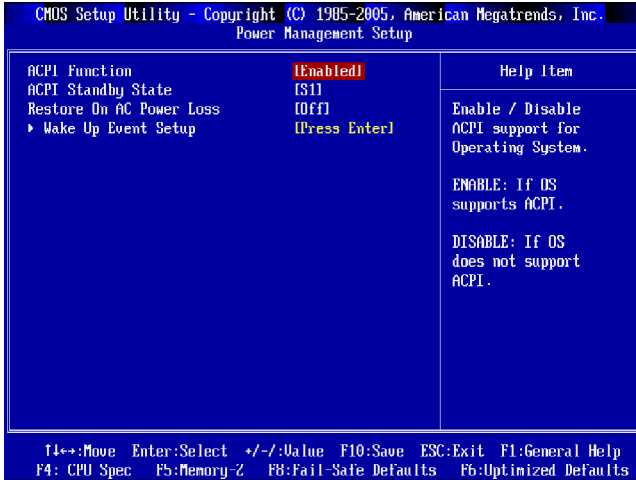 CMOS Setup Utility - Copyright (C) 1985-2005, American Megatrends, Inc.
Power Management Setup
ACPI Function [Enabled]
ACPI Standby State [S1]
Restore On AC Power Loss [Off]
Wake Up Event Setup [Press Enter]
Help Item
Enable / Disable
ACPI support for
Operating System.
ENABLE: If OS
supports ACPI.
DISABLE: If OS
does not support
ACPI.
↑↓←→:Move Enter:Select +/-/:Value F10:Save ESC:Exit F1:General Help
F4: CPU Spec F5:Memory-Z F8:Fail-Safe Defaults F6:Optimized Defaults